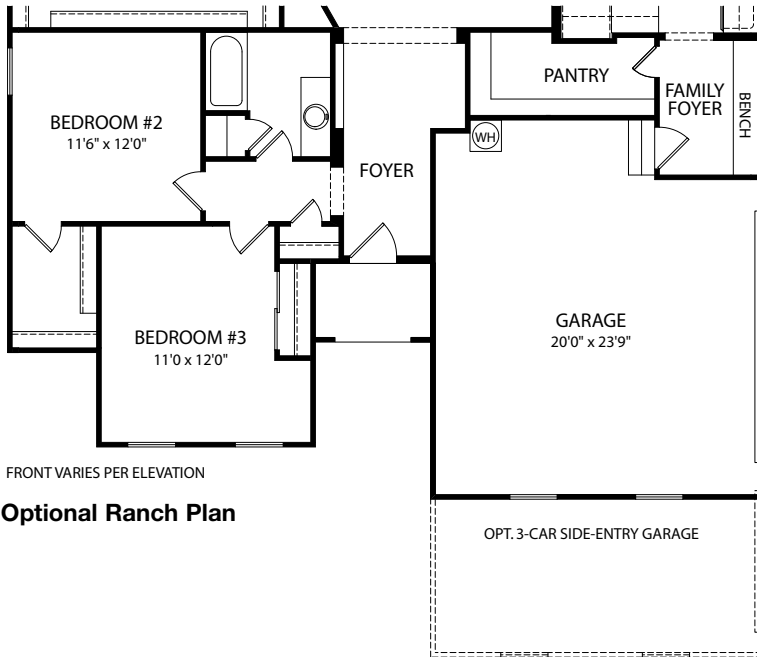 BEDROOM #2
11'6" x 12'0"
FOYER
PANTRY
FAMILY
FOYER
BENCH
WH
BEDROOM #3
11'0 x 12'0"
GARAGE
20'0" x 23'9"
FRONT VARIES PER ELEVATION
Optional Ranch Plan
OPT. 3-CAR SIDE-ENTRY GARAGE